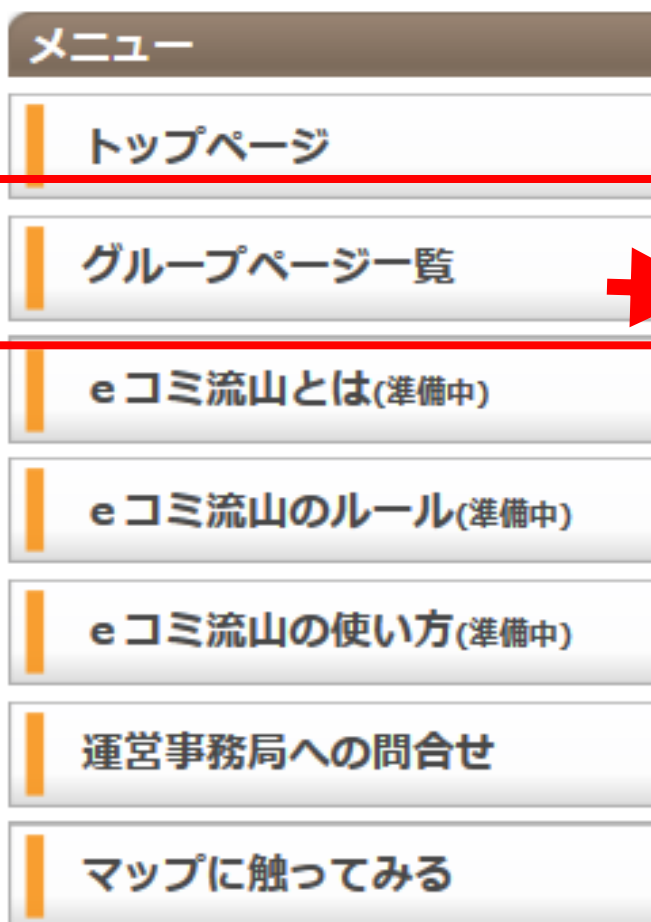 メニュー
トップページ
グループページ一覧
eコミ流山とは(準備中)
eコミ流山のルール(準備中)
eコミ流山の使い方(準備中)
運営事務局への問合せ
マップに触ってみる